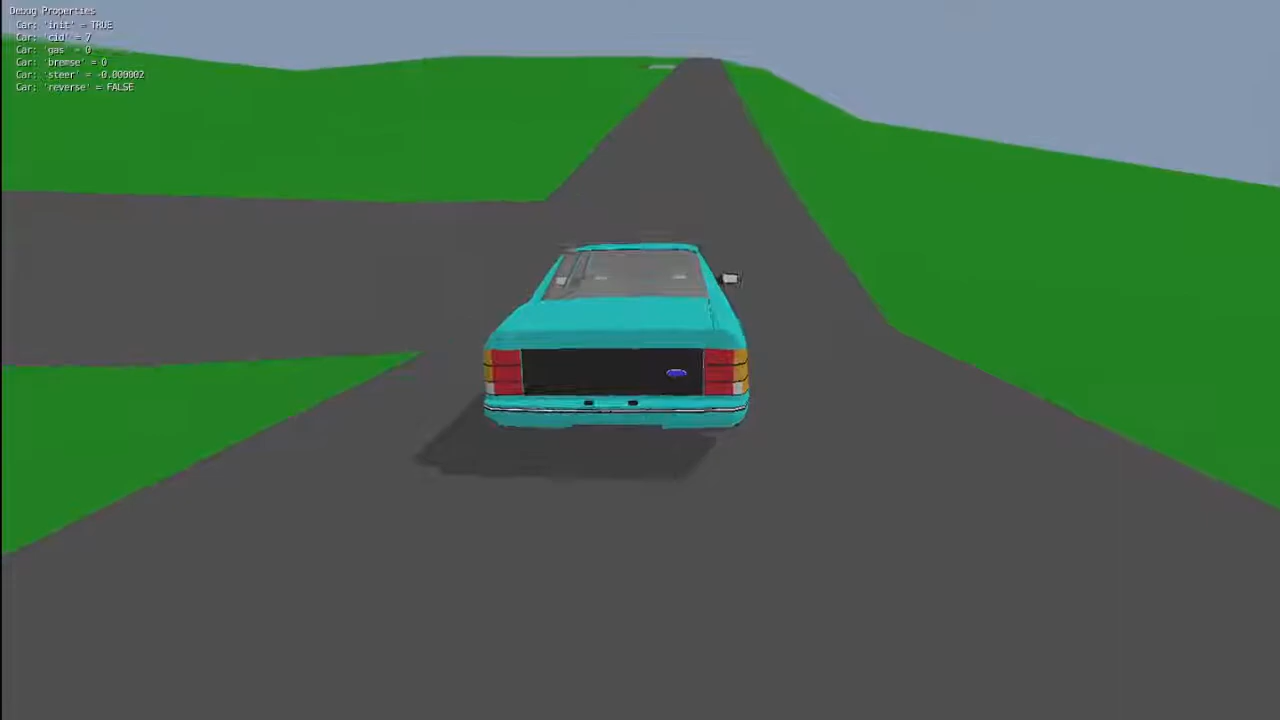 Debug Properties
Car: 'init' = TRUE
Car: 'cid' = 7
Car: 'gas' = 0
Car: 'bremse' = 0
Car: 'steer' = -0.000002
Car: 'reverse' = FALSE